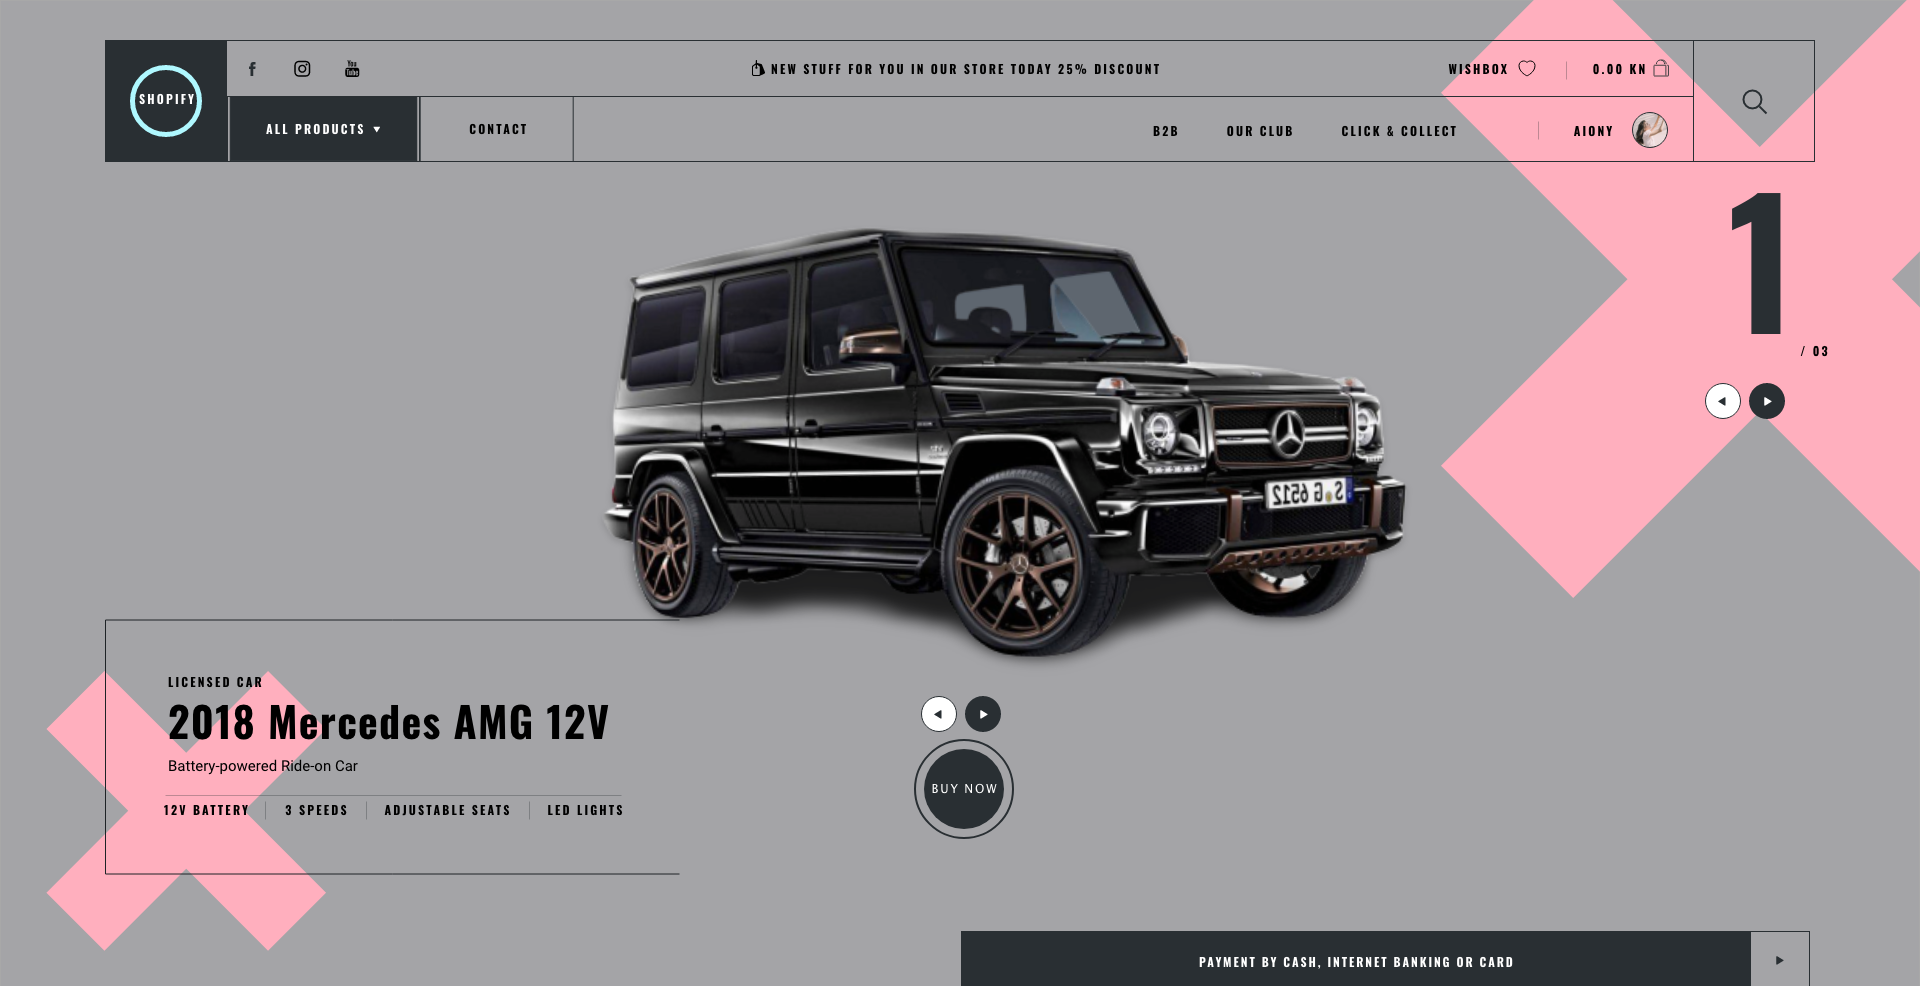 SHOPIFY
You
Tube
NEW STUFF FOR YOU IN OUR STORE TODAY 25% DISCOUNT
WISHBOX
0.00 KN
ALL PRODUCTS
CONTACT
B2B
OUR CLUB
CLICK & COLLECT
AIONY
1
/ 03
S G 6512
LICENSED CAR
2018 Mercedes AMG 12V
Battery-powered Ride-on Car
12V BATTERY
3 SPEEDS
ADJUSTABLE SEATS
LED LIGHTS
BUY NOW
PAYMENT BY CASH, INTERNET BANKING OR CARD